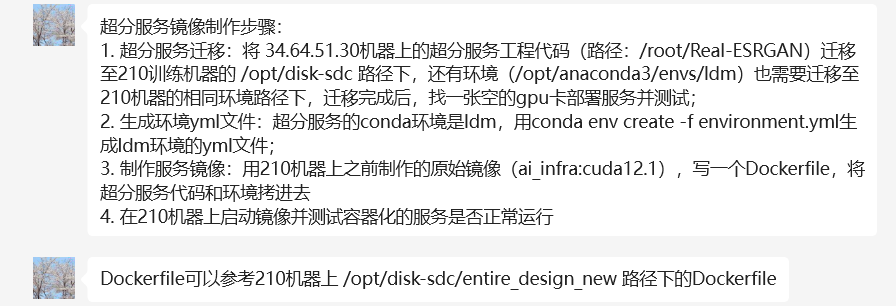 超分服务镜像制作步骤：
1. 超分服务迁移：将 34.64.51.30机器上的超分服务工程代码（路径：/root/Real-ESRGAN）迁移
至210训练机器的 /opt/disk-sdc 路径下，还有环境（/opt/anaconda3/envs/ldm）也需要迁移至
210机器的相同环境路径下，迁移完成后，找一张空的gpu卡部署服务并测试；
2. 生成环境yml文件：超分服务的conda环境是ldm，用conda env create -f environment.yml生
成ldm环境的yml文件；
3. 制作服务镜像：用210机器上之前制作的原始镜像（ai_infra:cuda12.1），写一个Dockerfile，将
超分服务代码和环境拷进去
4. 在210机器上启动镜像并测试容器化的服务是否正常运行
Dockerfile可以参考210机器上 /opt/disk-sdc/entire_design_new 路径下的Dockerfile